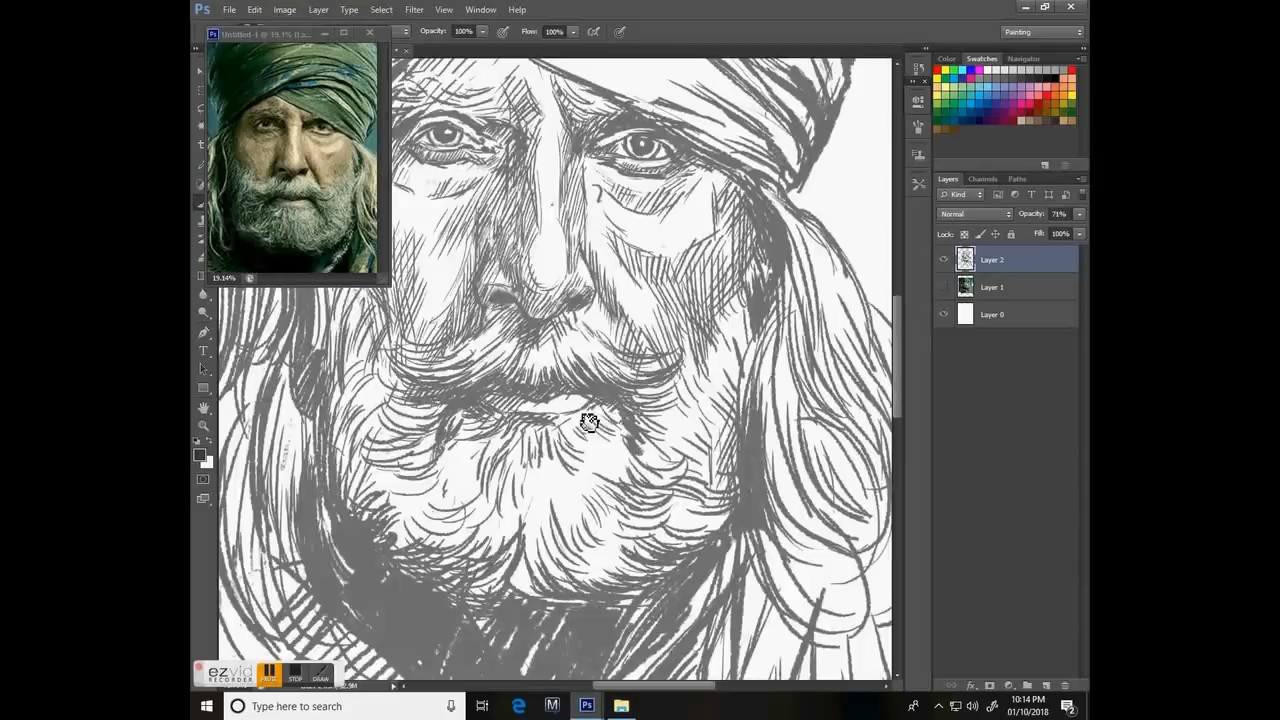 Ps File Edit Image Layer Type Select Filter View Window Help
Ps Untitled-1 @ 19.1% (La...
Opacity: 100% Flow: 100% Painting
Color Swatches Navigator
Layers Channels Paths
Kind
Normal Opacity: 71%
Lock: Fill: 100%
Layer 2
Layer 1
Layer 0
19.14%
ezvid
RECORDER
PAUSE STOP DRAW
Type here to search
10:14 PM
01/10/2018